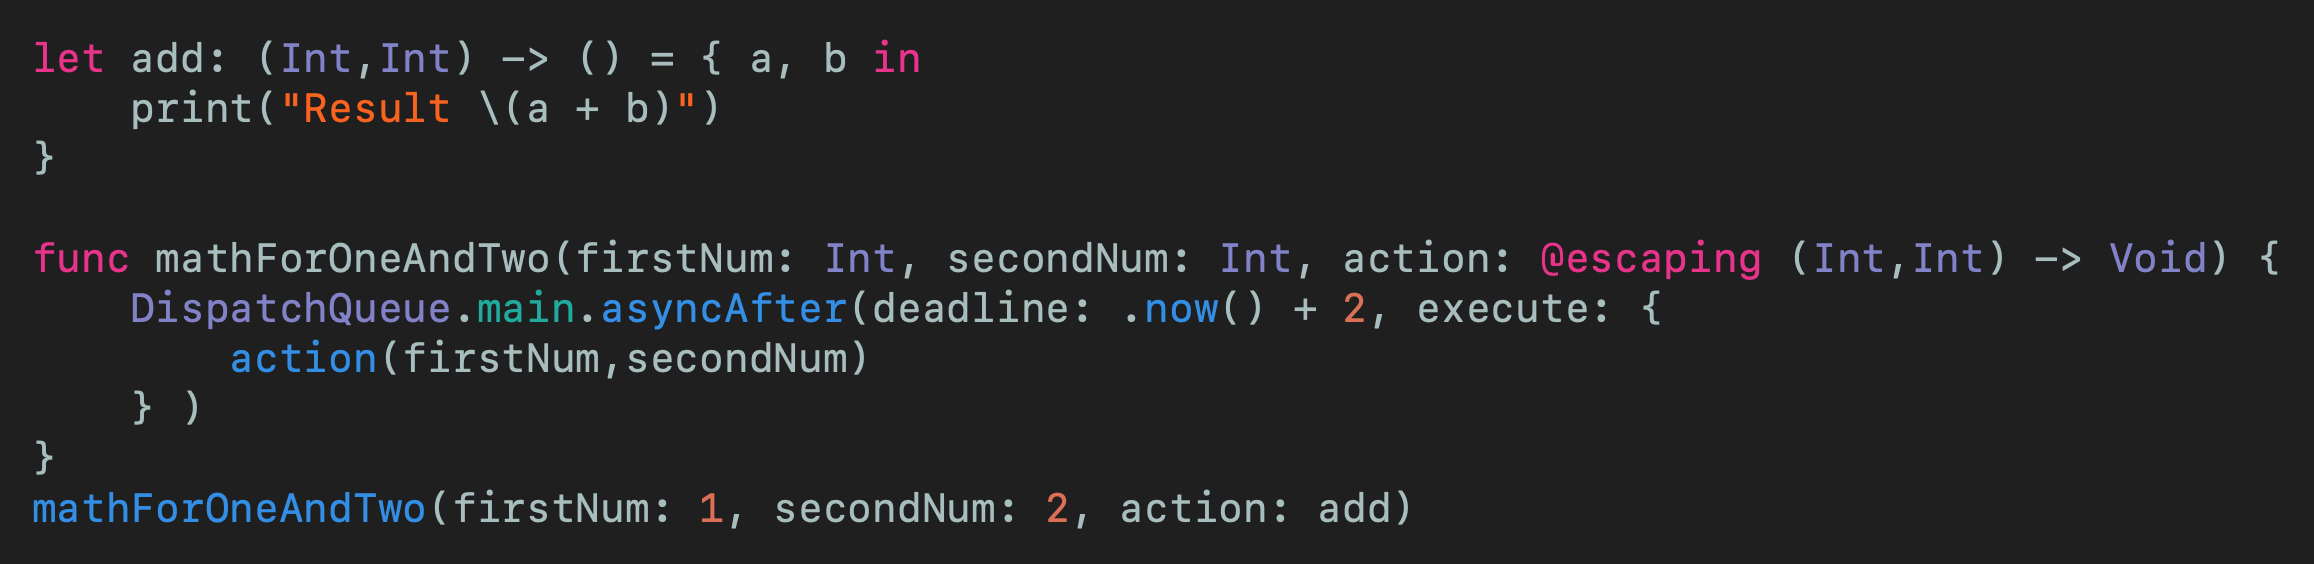 let add: (Int,Int) -> () = { a, b in
    print("Result \(a + b)")
}

func mathForOneAndTwo(firstNum: Int, secondNum: Int, action: @escaping (Int,Int) -> Void) {
    DispatchQueue.main.asyncAfter(deadline: .now() + 2, execute: {
        action(firstNum,secondNum)
    } )
}
mathForOneAndTwo(firstNum: 1, secondNum: 2, action: add)